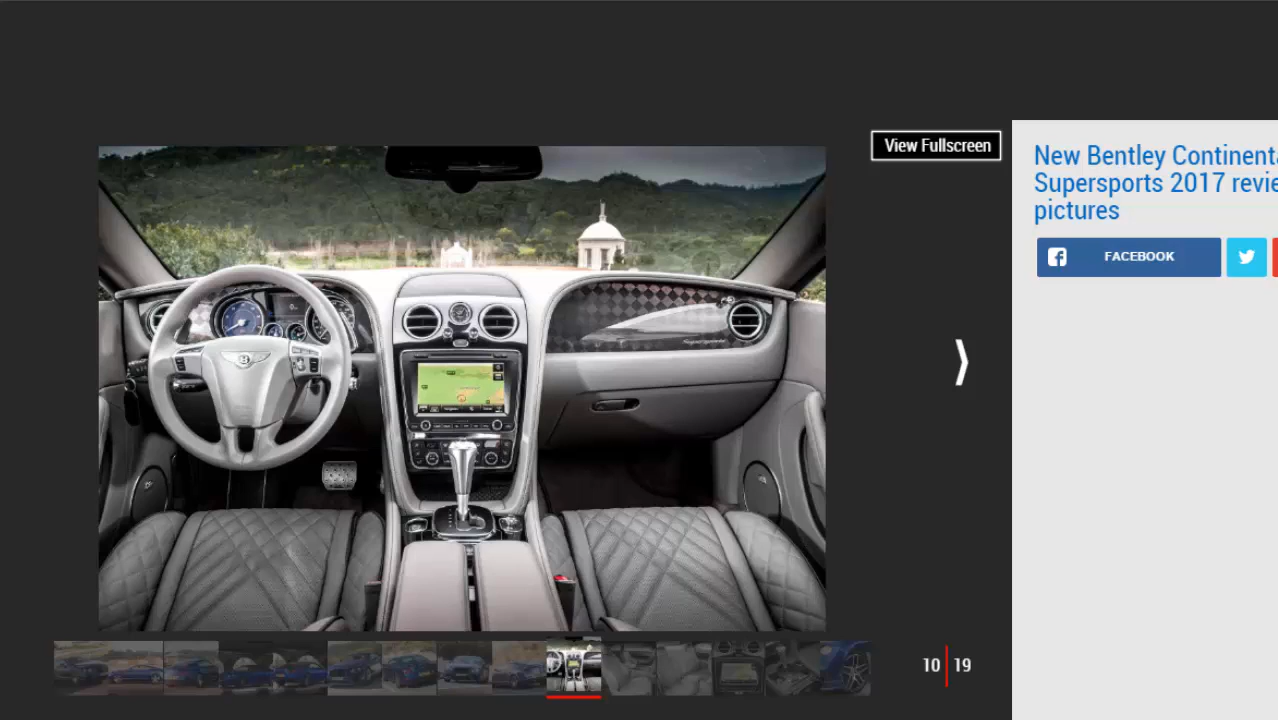 View Fullscreen
New Bentley Continenta
Supersports 2017 revie
pictures
FACEBOOK
10 19